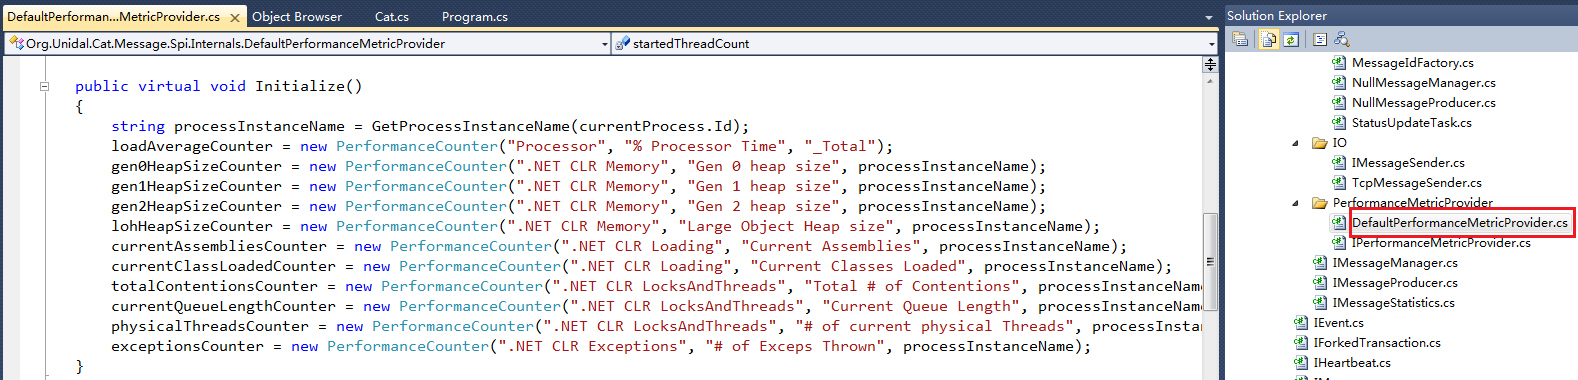 DefaultPerforman...MetricProvider.cs
Object Browser
Cat.cs
Program.cs
Org.Unidal.Cat.Message.Spi.Internals.DefaultPerformanceMetricProvider
startedThreadCount
public virtual void Initialize()
{
string processInstanceName = GetProcessInstanceName(currentProcess.Id);
loadAverageCounter = new PerformanceCounter("Processor", "% Processor Time", "_Total");
gen0HeapSizeCounter = new PerformanceCounter(".NET CLR Memory", "Gen 0 heap size", processInstanceName);
gen1HeapSizeCounter = new PerformanceCounter(".NET CLR Memory", "Gen 1 heap size", processInstanceName);
gen2HeapSizeCounter = new PerformanceCounter(".NET CLR Memory", "Gen 2 heap size", processInstanceName);
lohHeapSizeCounter = new PerformanceCounter(".NET CLR Memory", "Large Object Heap size", processInstanceName);
currentAssembliesCounter = new PerformanceCounter(".NET CLR Loading", "Current Assemblies", processInstanceName);
currentClassLoadedCounter = new PerformanceCounter(".NET CLR Loading", "Current Classes Loaded", processInstanceName);
totalContentionsCounter = new PerformanceCounter(".NET CLR LocksAndThreads", "Total # of Contentions", processInstanceName
currentQueueLengthCounter = new PerformanceCounter(".NET CLR LocksAndThreads", "Current Queue Length", processInstanceName
physicalThreadsCounter = new PerformanceCounter(".NET CLR LocksAndThreads", "# of current physical Threads", processInstan
exceptionsCounter = new PerformanceCounter(".NET CLR Exceptions", "# of Exceps Thrown", processInstanceName);
}
Solution Explorer
MessageIdFactory.cs
NullMessageManager.cs
NullMessageProducer.cs
StatusUpdateTask.cs
IO
IMessageSender.cs
TcpMessageSender.cs
PerformanceMetricProvider
DefaultPerformanceMetricProvider.cs
IPerformanceMetricProvider.cs
IMessageManager.cs
IMessageProducer.cs
IMessageStatistics.cs
IEvent.cs
IForkedTransaction.cs
IHeartbeat.cs